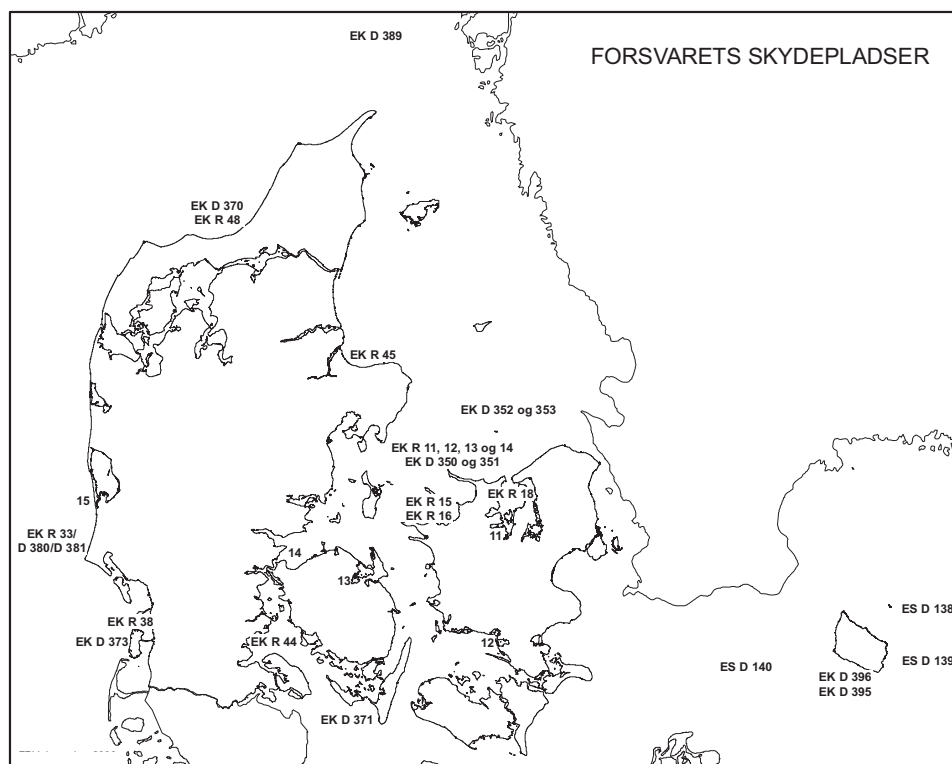 EK D 389
FORSVARETS SKYDEPLADSER
EK D 370
EK R 48
EK R 45
EK D 352 og 353
EK R 11, 12, 13 og 14
EK D 350 og 351
EK R 18
EK R 15
EK R 16
15
11
EK R 33/
D 380/D 381
14
13
EK R 38
EK D 373
EK R 44
12
ES D 138
ES D 139
ES D 140
EK D 396
EK D 395
EK D 371